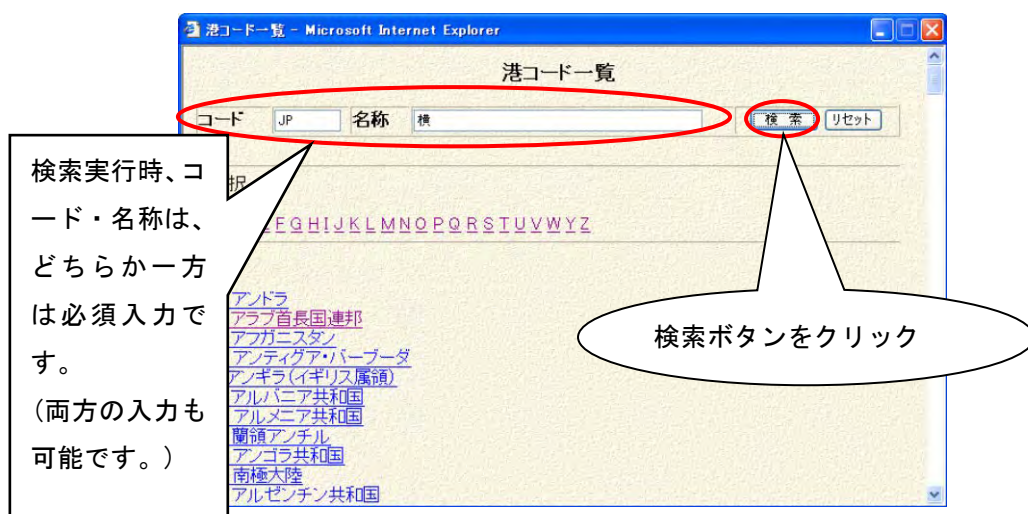 港コード一覧 - Microsoft Internet Explorer
港コード一覧
コード JP 名称 横 検 索 リセット
検索実行時、コ
ード・名称は、
どちらか一方
は必須入力で
す。
(両方の入力も
可能です。)
択
F G H I J K L M N O P Q R S T U V W Y Z
アンドラ
アラブ首長国連邦
アフガニスタン
アンティグア・バーブーダ
アンギラ(イギリス属領)
アルバニア共和国
アルメニア共和国
蘭領アンチル
アンゴラ共和国
南極大陸
アルゼンチン共和国
検索ボタンをクリック